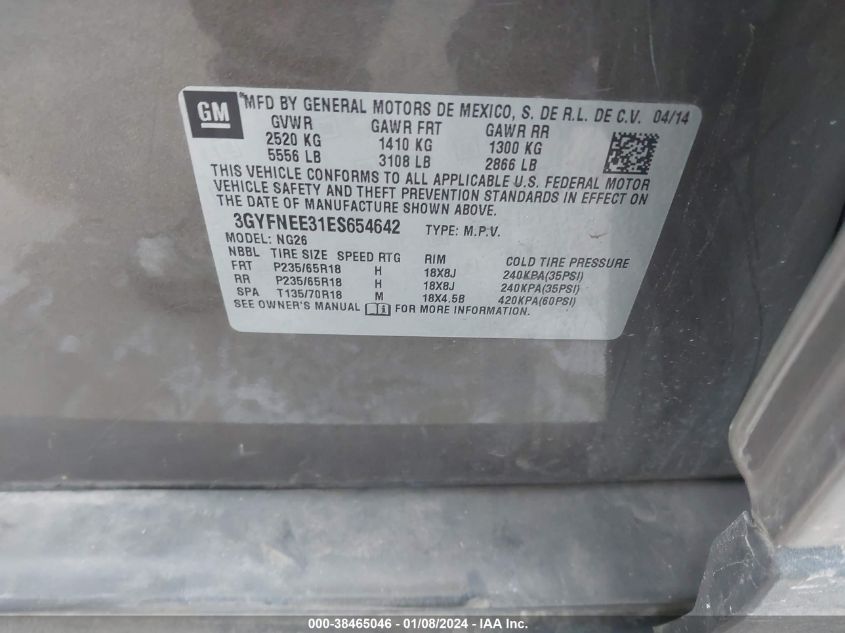 GM
MFD BY GENERAL MOTORS DE MEXICO, S. DE R.L. DE C.V. 04/14
GVWR GAWR FRT GAWR RR
2520 KG 1410 KG 1300 KG
5556 LB 3108 LB 2866 LB
THIS VEHICLE CONFORMS TO ALL APPLICABLE U.S. FEDERAL MOTOR
VEHICLE SAFETY AND THEFT PREVENTION STANDARDS IN EFFECT ON
THE DATE OF MANUFACTURE SHOWN ABOVE.
3GYFNEE31ES654642 TYPE: M.P.V.
MODEL: NG26
NBBL TIRE SIZE SPEED RTG RIM COLD TIRE PRESSURE
FRT P235/65R18 H 18X8J 240KPA(35PSI)
RR P235/65R18 H 18X8J 240KPA(35PSI)
SPA T135/70R18 M 18X4.5B 420KPA(60PSI)
SEE OWNER'S MANUAL FOR MORE INFORMATION.
000-38465046 - 01/08/2024 - IAA Inc.